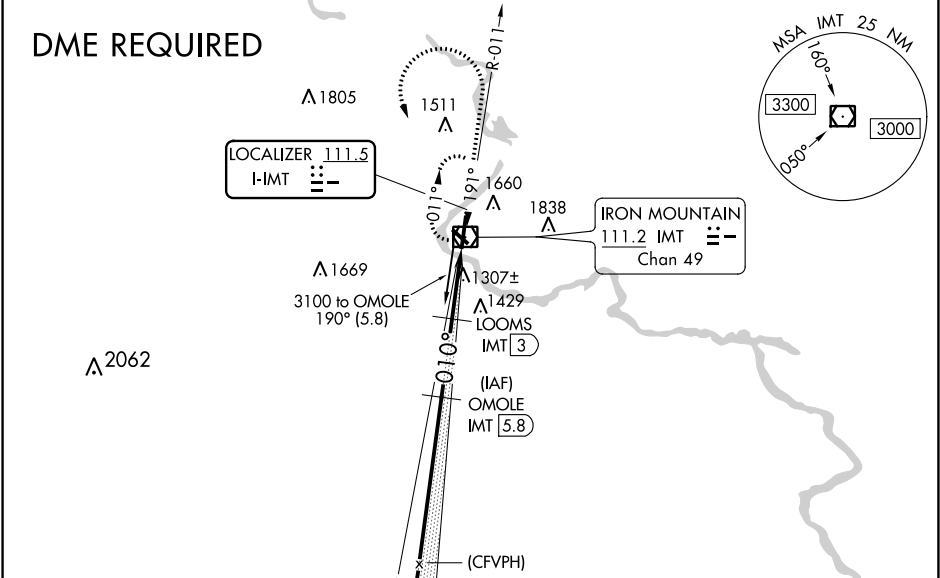 DME REQUIRED
R-011
MSA IMT 25 NM
160°
3300
3000
050°
1805
1511
LOCALIZER 111.5
I-IMT
011°
191°
1660
1838
IRON MOUNTAIN
111.2 IMT
Chan 49
1669
1307±
3100 to OMOLE
190° (5.8)
1429
LOOMS
IMT 3
2062
010°
(IAF)
OMOLE
IMT 5.8
x
(CFVPH)